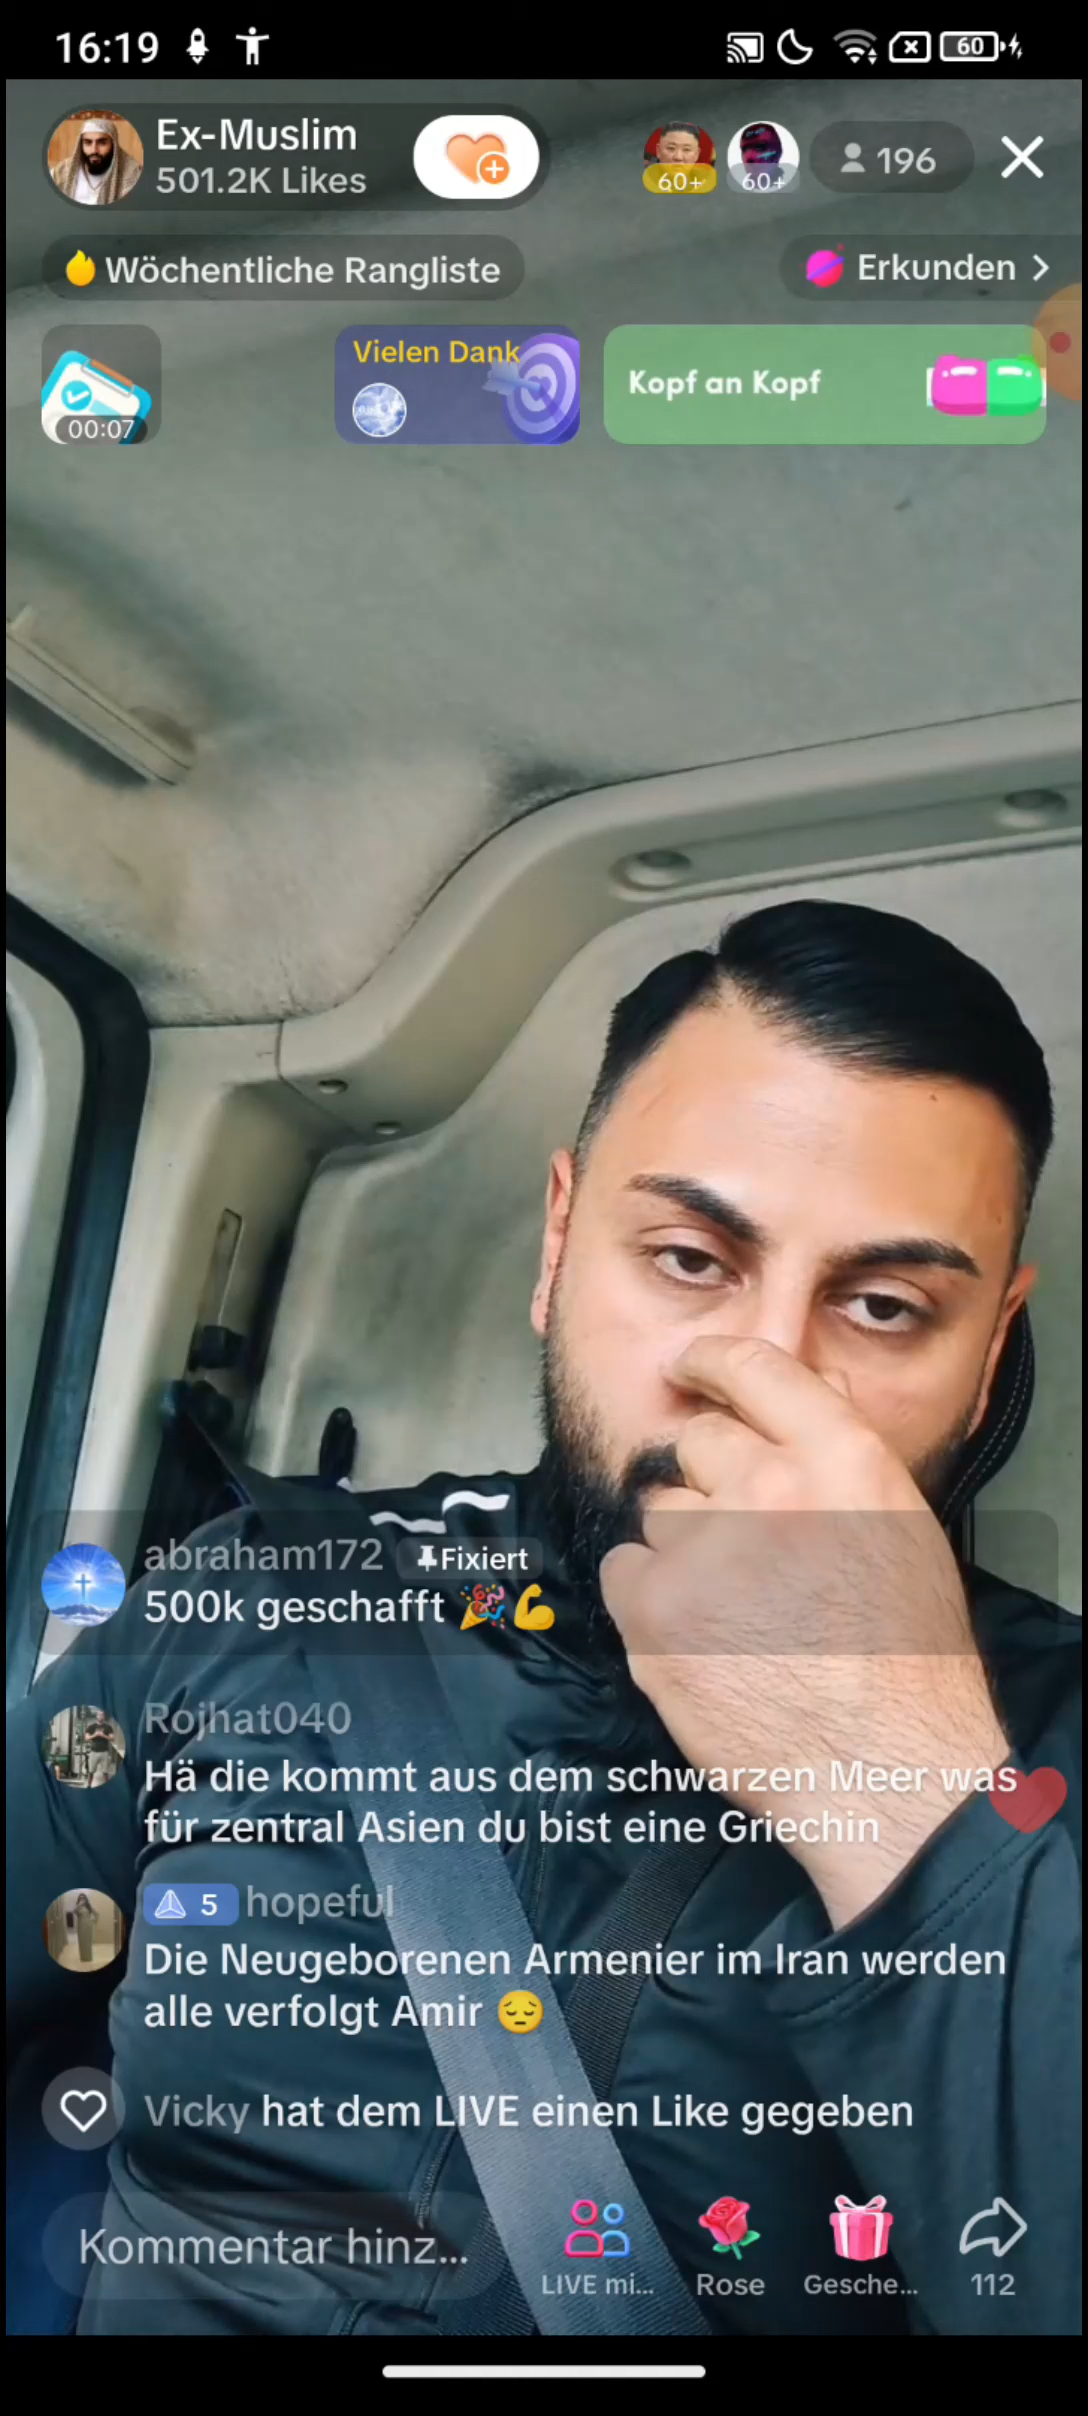 16:19
60
Ex-Muslim
501.2K Likes
60+
60+
196
Wöchentliche Rangliste
Erkunden
00:07
Vielen Dank
Kopf an Kopf
abraham172 Fixiert
500k geschafft 🎉💪
Rojhat040
Hä die kommt aus dem schwarzen Meer was
für zentral Asien du bist eine Griechin
5 hopeful
Die Neugeborenen Armenier im Iran werden
alle verfolgt Amir 😔
Vicky hat dem LIVE einen Like gegeben
Kommentar hinz...
LIVE mi...
Rose
Gesche...
112